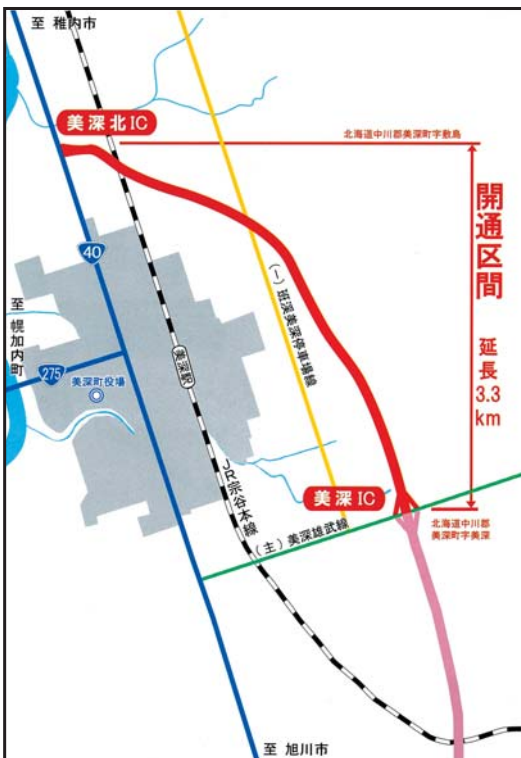 至 稚内市
美深北IC
北海道中川郡美深町字敷島
開通区間
延長3.3km
40
至 幌加内町
275
美深町役場
美深駅
(一)班渓美深停車場線
JR宗谷本線
美深IC
(主)美深雄武線
北海道中川郡
美深町字美深
至 旭川市